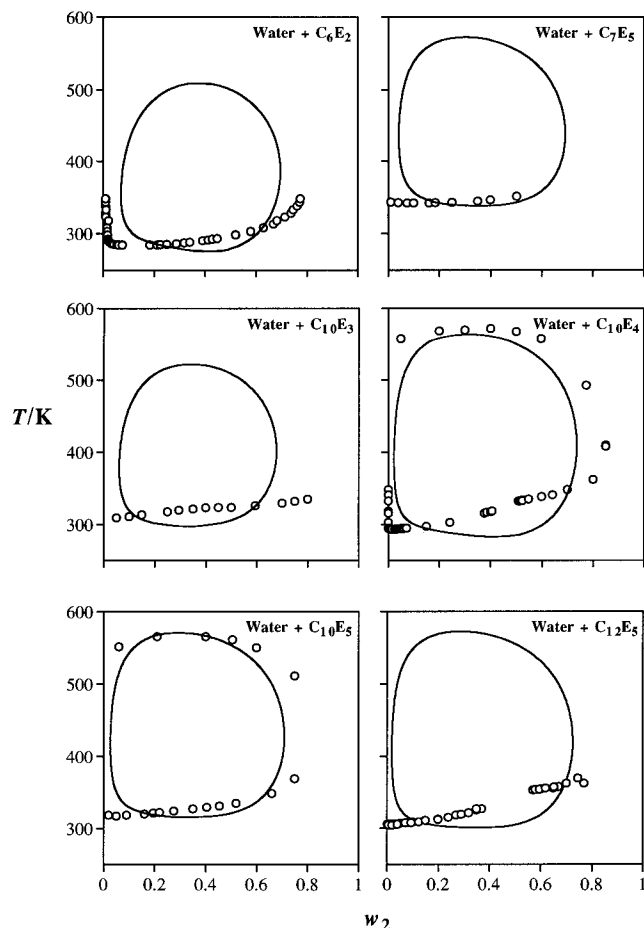 600
500
400
300
Water + C6E2
Water + C7E5
600
500
400
300
Water + C10E3
Water + C10E4
T/K
600
500
400
300
Water + C10E5
Water + C12E5
0 0.2 0.4 0.6 0.8 0 0.2 0.4 0.6 0.8 1
w2